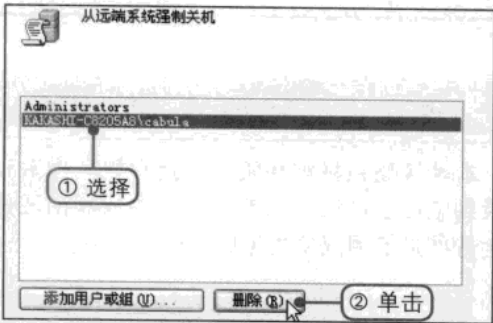 从远端系统强制关机
Administrators
KAKASHI-C8205A8\cabula
① 选择
添加用户或组(U)...
删除(R)
② 单击